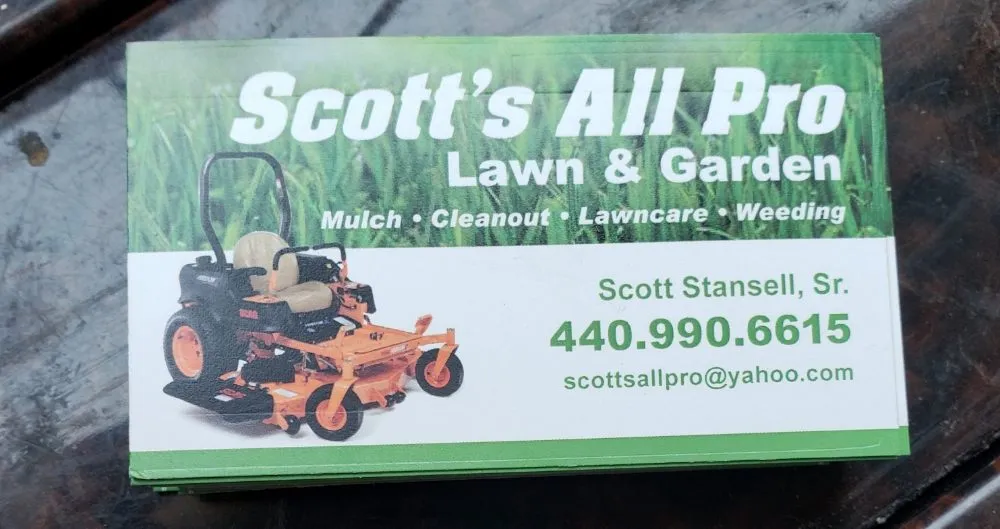 Scott's All Pro
Lawn & Garden
Mulch • Cleanout • Lawncare • Weeding
Scott Stansell, Sr.
440.990.6615
scottsallpro@yahoo.com